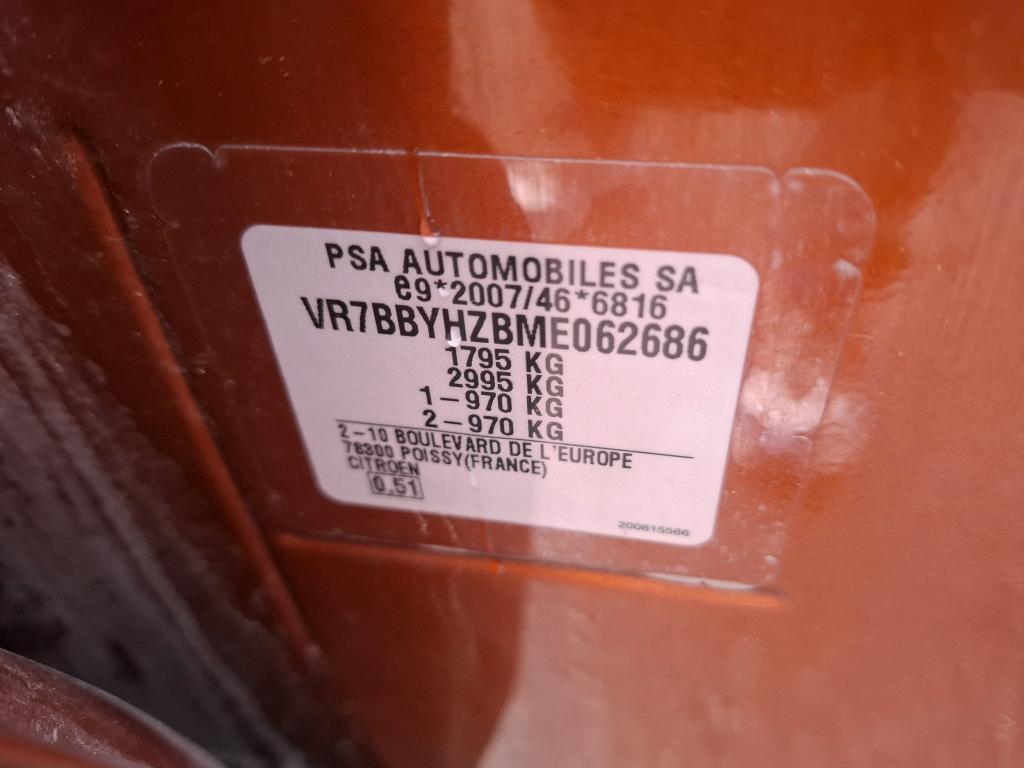 PSA AUTOMOBILES SA
e9*2007/46*6816
VR7BBYHZBME062686
1795 KG
2995 KG
1-970 KG
2-970 KG
2-10 BOULEVARD DE L'EUROPE
78300 POISSY(FRANCE)
CITROEN
0.51
200615566